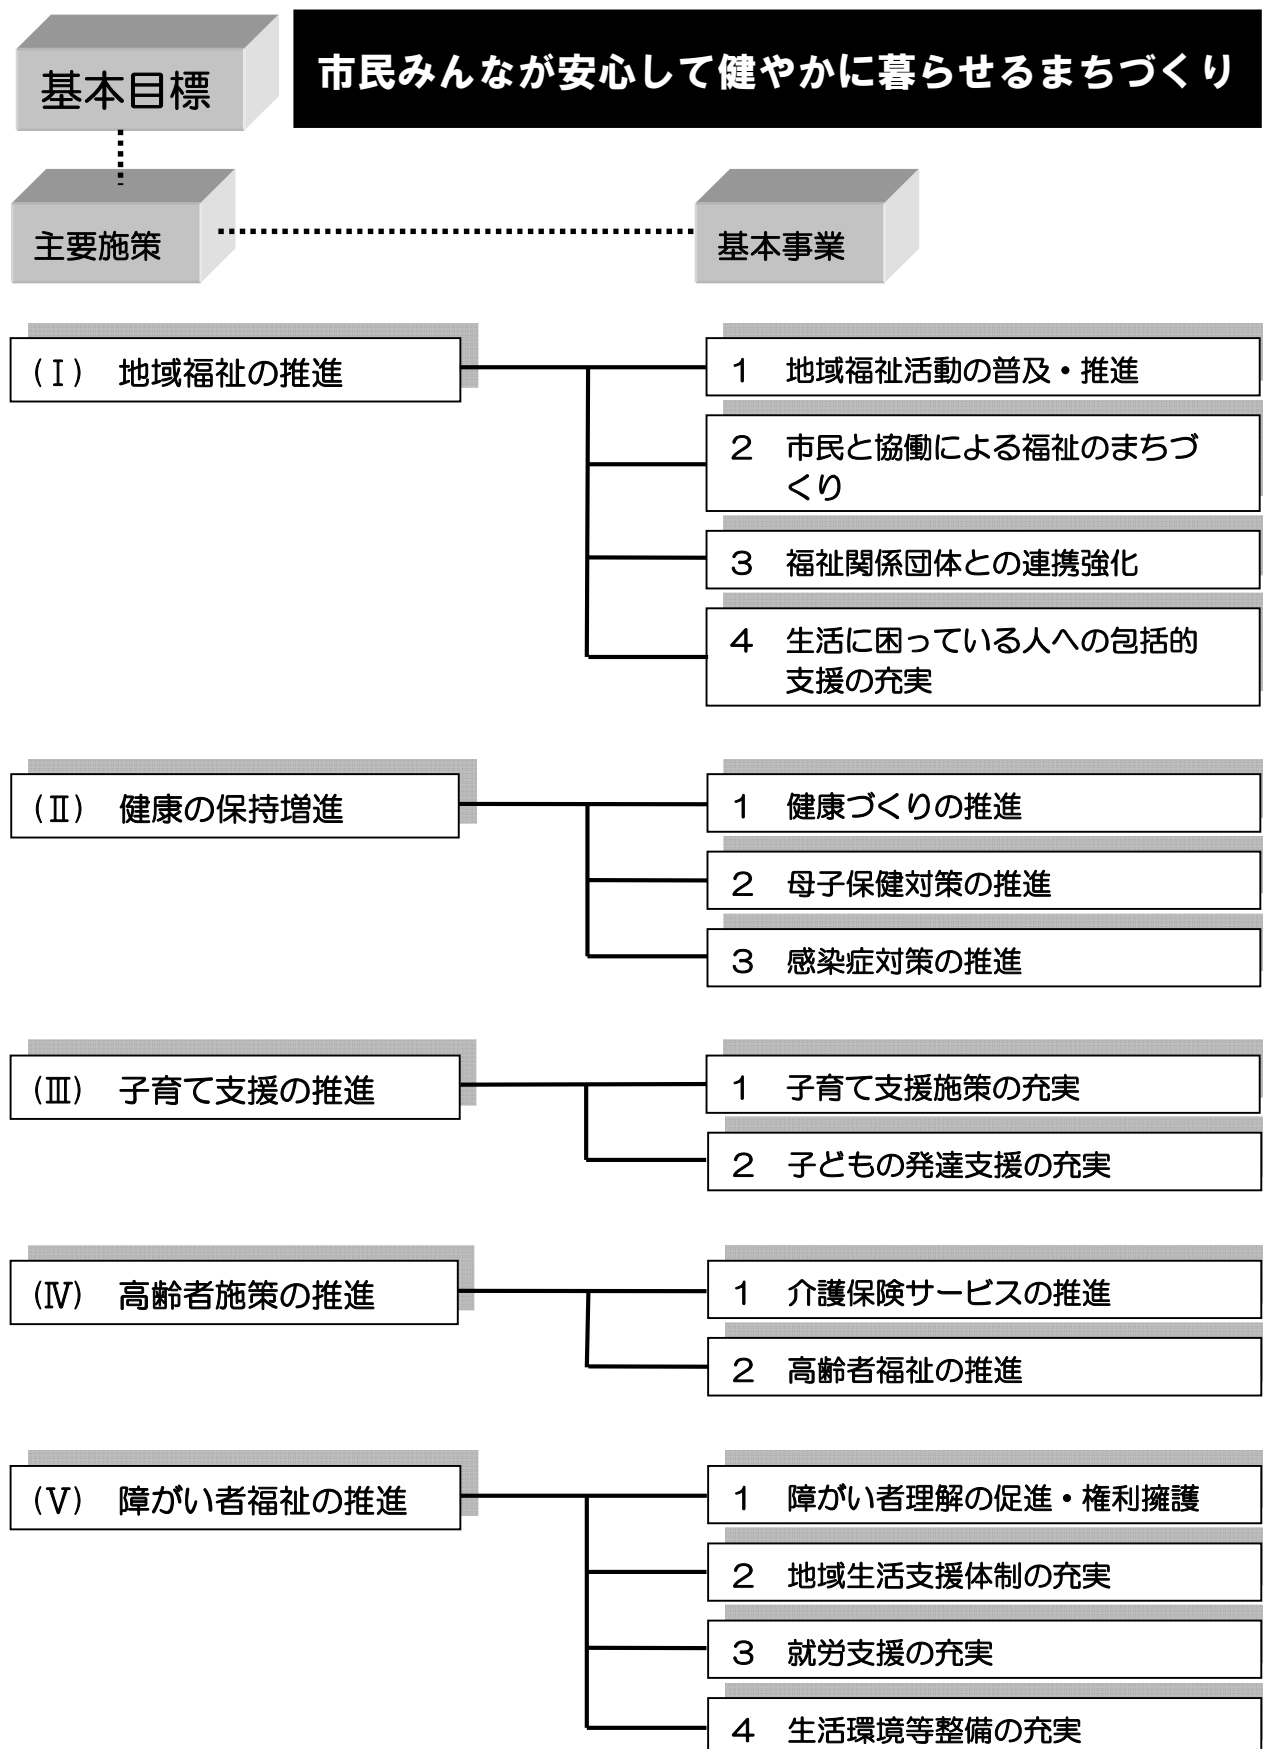 基本目標
市民みんなが安心して健やかに暮らせるまちづくり
主要施策
基本事業
(Ⅰ) 地域福祉の推進
1 地域福祉活動の普及・推進
2 市民と協働による福祉のまちづ
くり
3 福祉関係団体との連携強化
4 生活に困っている人への包括的
支援の充実
(Ⅱ) 健康の保持増進
1 健康づくりの推進
2 母子保健対策の推進
3 感染症対策の推進
(Ⅲ) 子育て支援の推進
1 子育て支援施策の充実
2 子どもの発達支援の充実
(Ⅳ) 高齢者施策の推進
1 介護保険サービスの推進
2 高齢者福祉の推進
(Ⅴ) 障がい者福祉の推進
1 障がい者理解の促進・権利擁護
2 地域生活支援体制の充実
3 就労支援の充実
4 生活環境等整備の充実